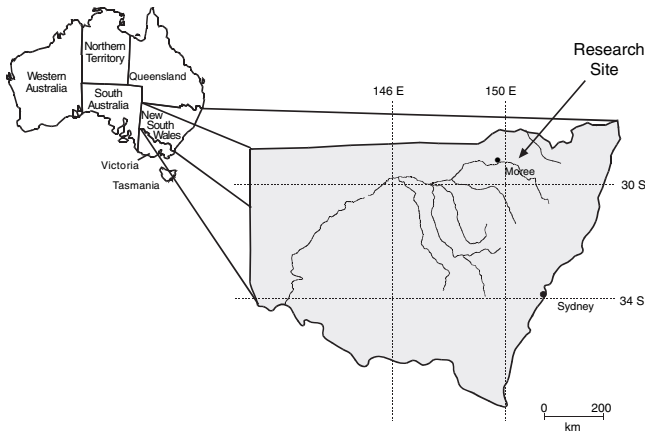 Northern
Territory
Western
Australia
Queensland
South
Australia
New
South
Wales
Victoria
Tasmania
146 E
150 E
Research
Site
Moree
30 S
34 S
Sydney
0
200
km